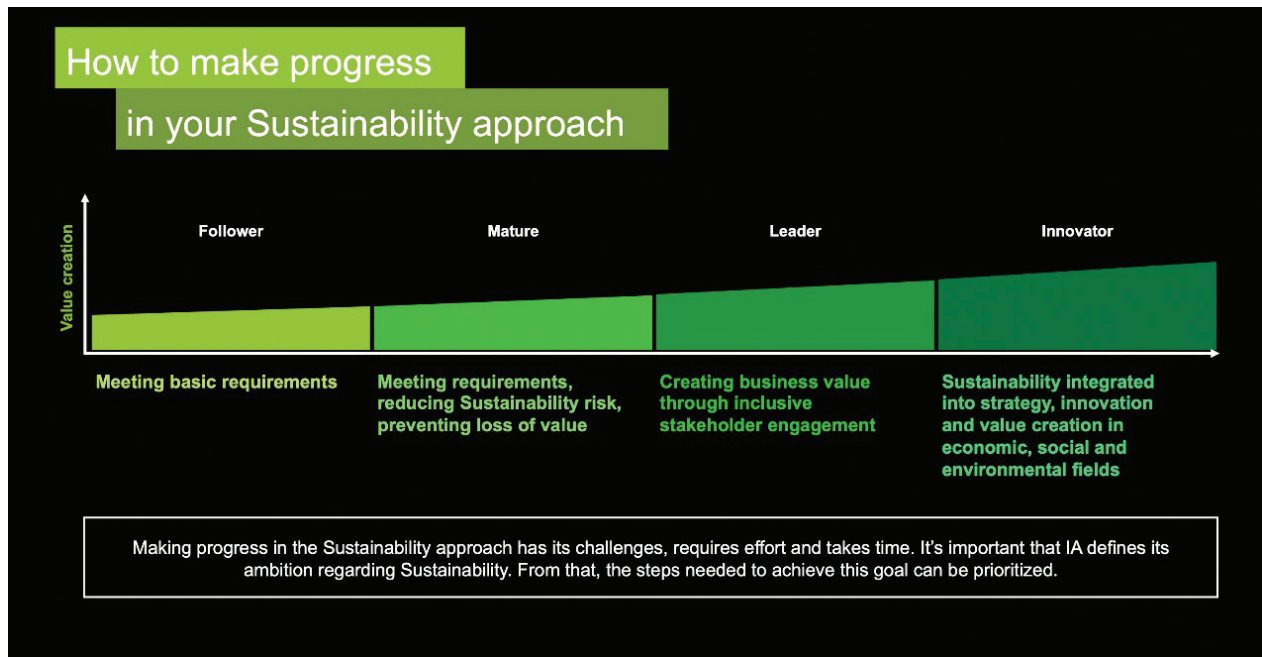 How to make progress
in your Sustainability approach
Value creation
Follower
Mature
Leader
Innovator
Meeting basic requirements
Meeting requirements,
reducing Sustainability risk,
preventing loss of value
Creating business value
through inclusive
stakeholder engagement
Sustainability integrated
into strategy, innovation
and value creation in
economic, social and
environmental fields
Making progress in the Sustainability approach has its challenges, requires effort and takes time. It's important that IA defines its
ambition regarding Sustainability. From that, the steps needed to achieve this goal can be prioritized.